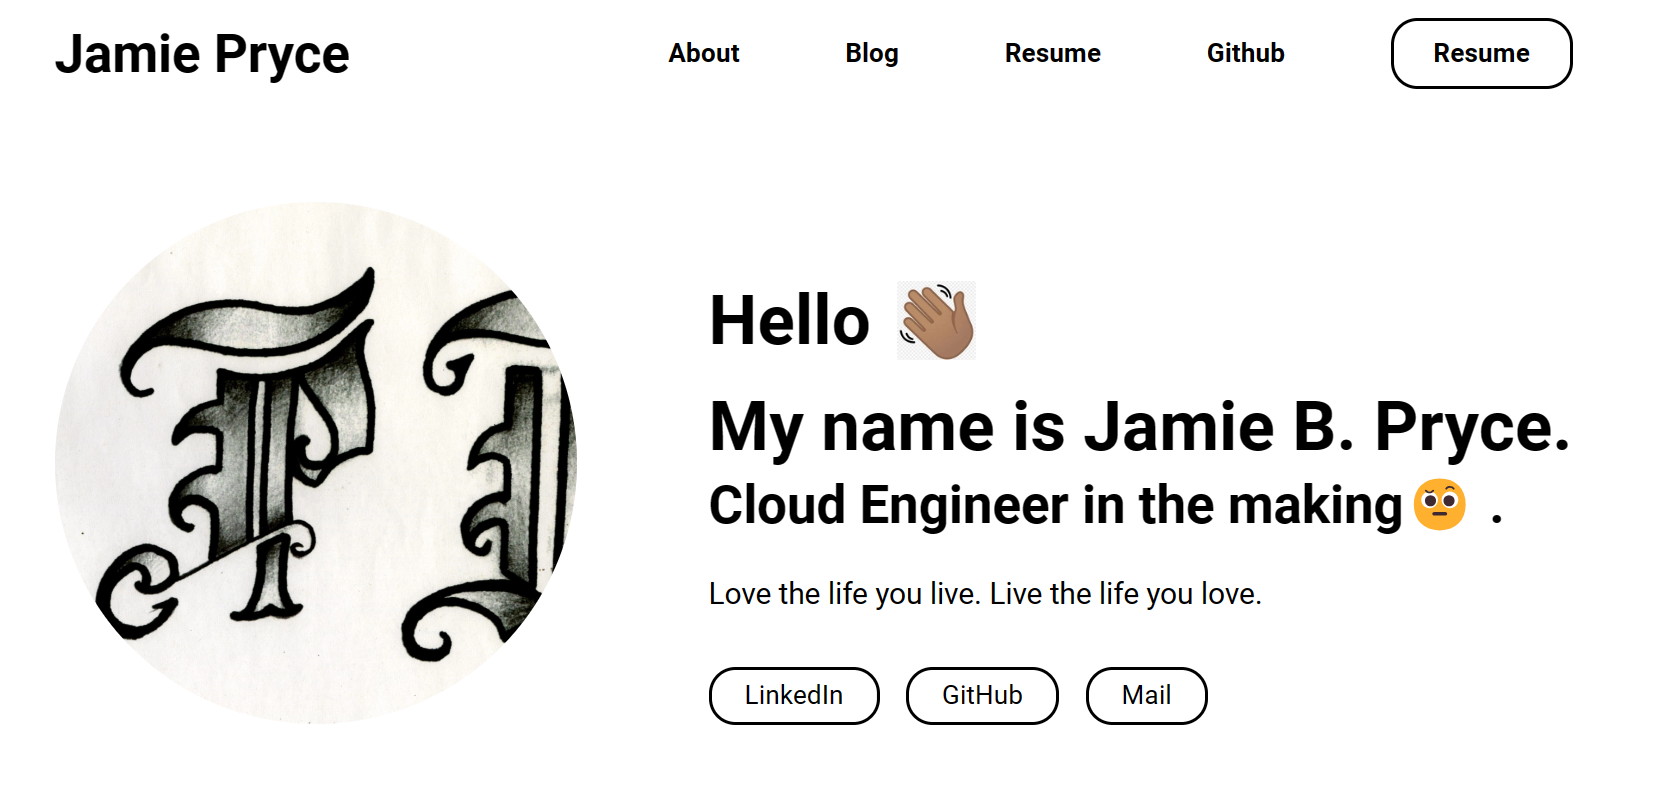 Jamie Pryce
About Blog Resume Github Resume
P
Hello 👋🏽
My name is Jamie B. Pryce.
Cloud Engineer in the making .
Love the life you live. Live the life you love.
LinkedIn GitHub Mail